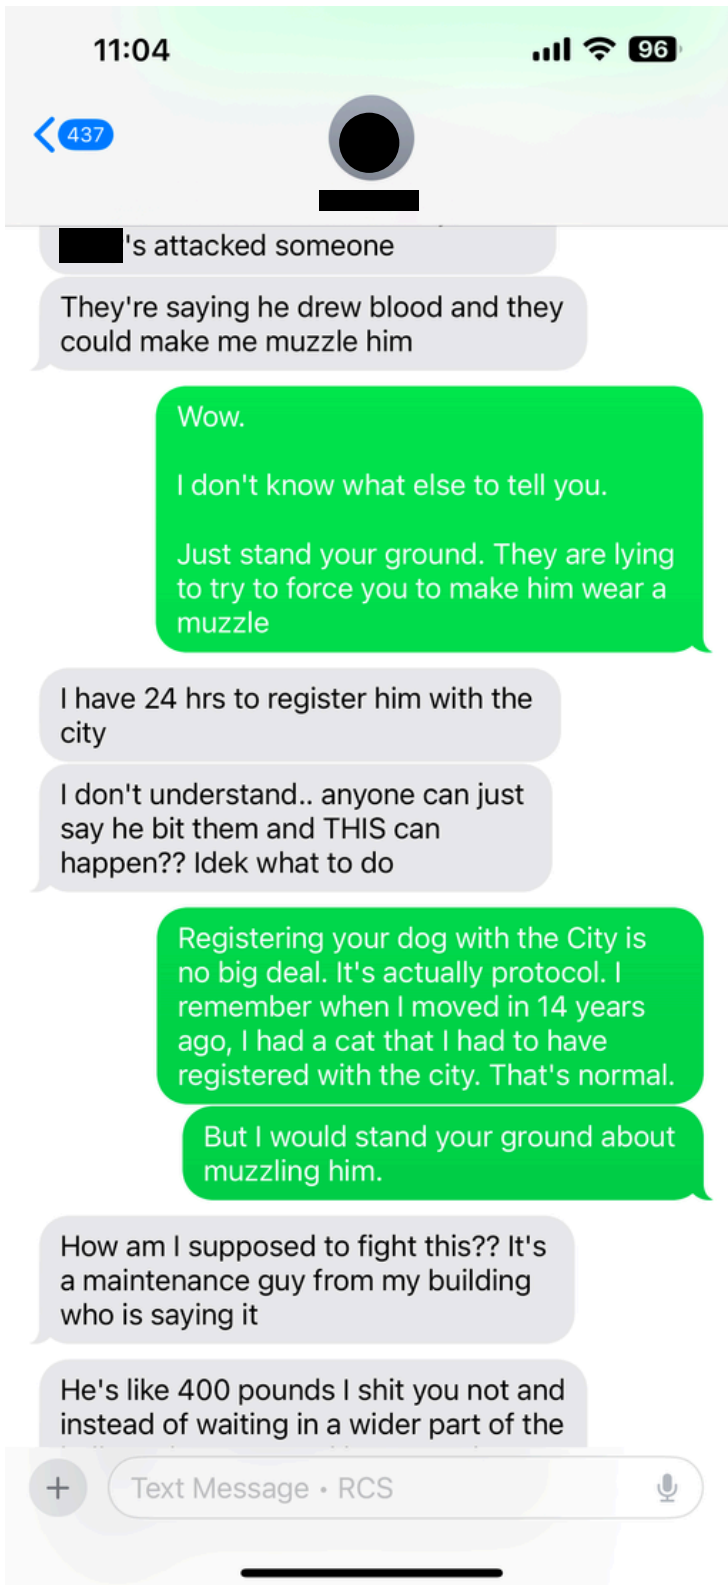 11:04
96
437
's attacked someone
They're saying he drew blood and they
could make me muzzle him
Wow.
I don't know what else to tell you.
Just stand your ground. They are lying
to try to force you to make him wear a
muzzle
I have 24 hrs to register him with the
city
I don't understand.. anyone can just
say he bit them and THIS can
happen?? Idek what to do
Registering your dog with the City is
no big deal. It's actually protocol. I
remember when I moved in 14 years
ago, I had a cat that I had to have
registered with the city. That's normal.
But I would stand your ground about
muzzling him.
How am I supposed to fight this?? It's
a maintenance guy from my building
who is saying it
He's like 400 pounds I shit you not and
instead of waiting in a wider part of the
Text Message • RCS